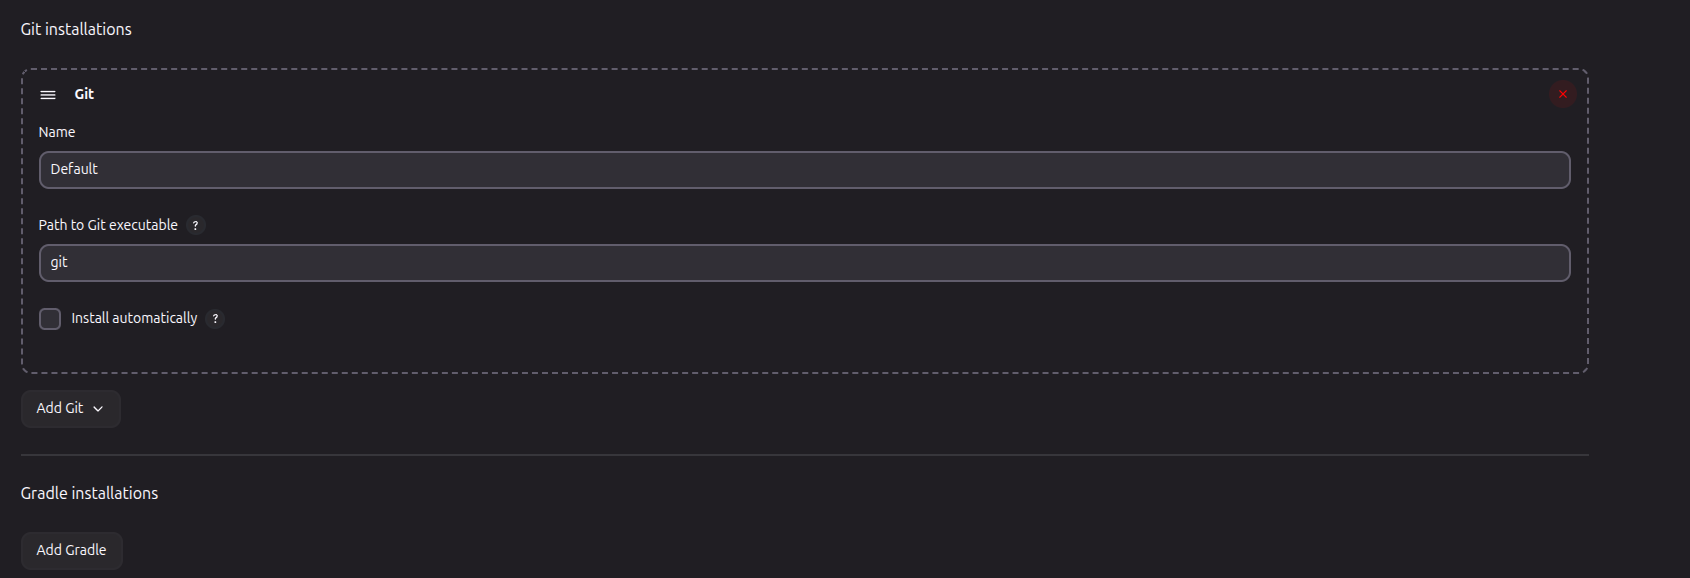 Git installations
Git
Name
Default
Path to Git executable ?
git
Install automatically ?
Add Git
Gradle installations
Add Gradle